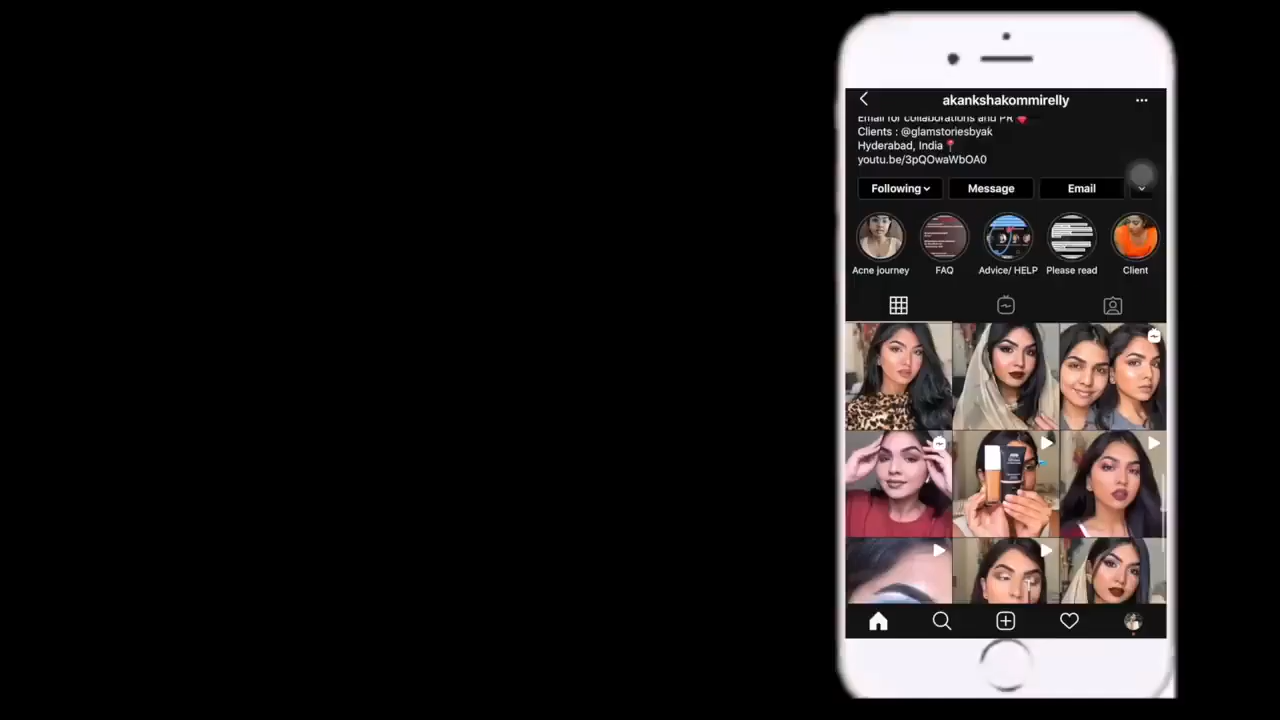 akankshakommirelly
Email for collaborations and PR
Clients : @glamstoriesbyak
Hyderabad, India
youtu.be/3pQOwaWbOA0
Following Message Email
Acne journey FAQ Advice/ HELP Please read Client